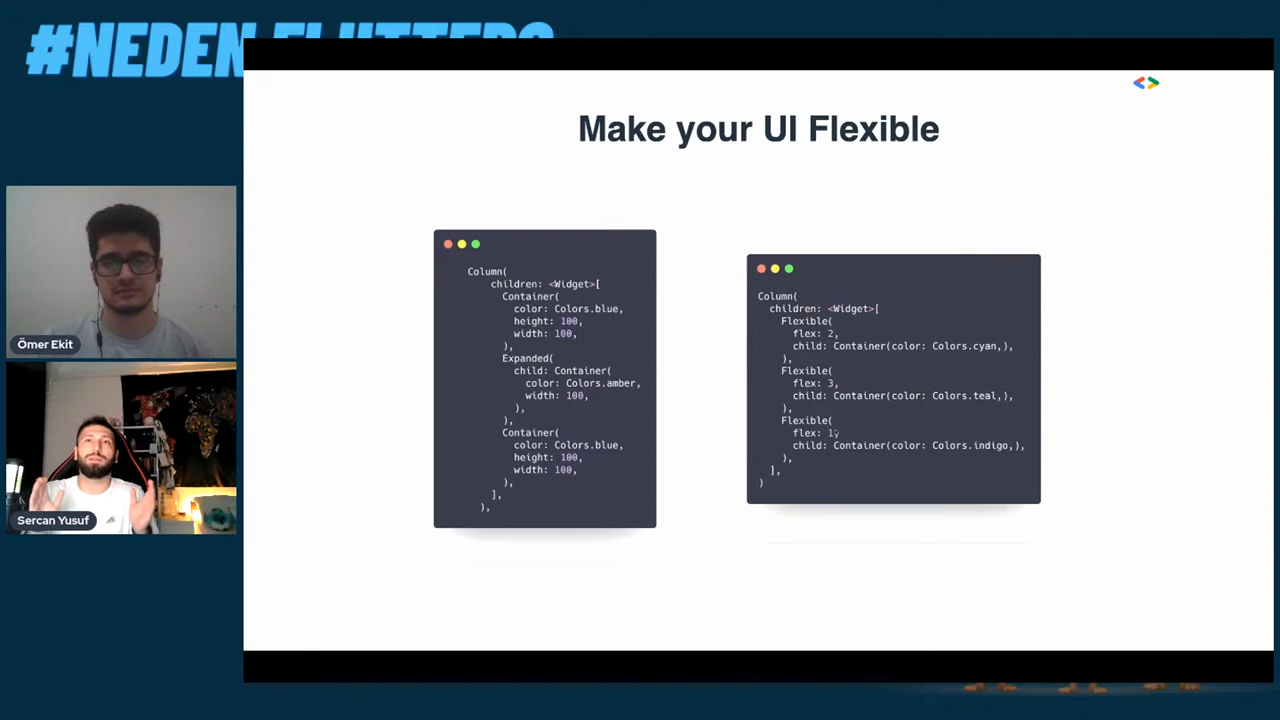 #NEDEN
Make your UI Flexible
Column(
children: <Widget>[
Container(
color: Colors.blue,
height: 100,
width: 100,
),
Expanded(
child: Container(
color: Colors.amber,
width: 100,
),
),
Container(
color: Colors.blue,
height: 100,
width: 100,
),
],
),
Column(
children: <Widget>[
Flexible(
flex: 2,
child: Container(color: Colors.cyan,),
),
Flexible(
flex: 3,
child: Container(color: Colors.teal,),
),
Flexible(
flex: 1,
child: Container(color: Colors.indigo,),
),
],
)
Ömer Ekit
Sercan Yusuf